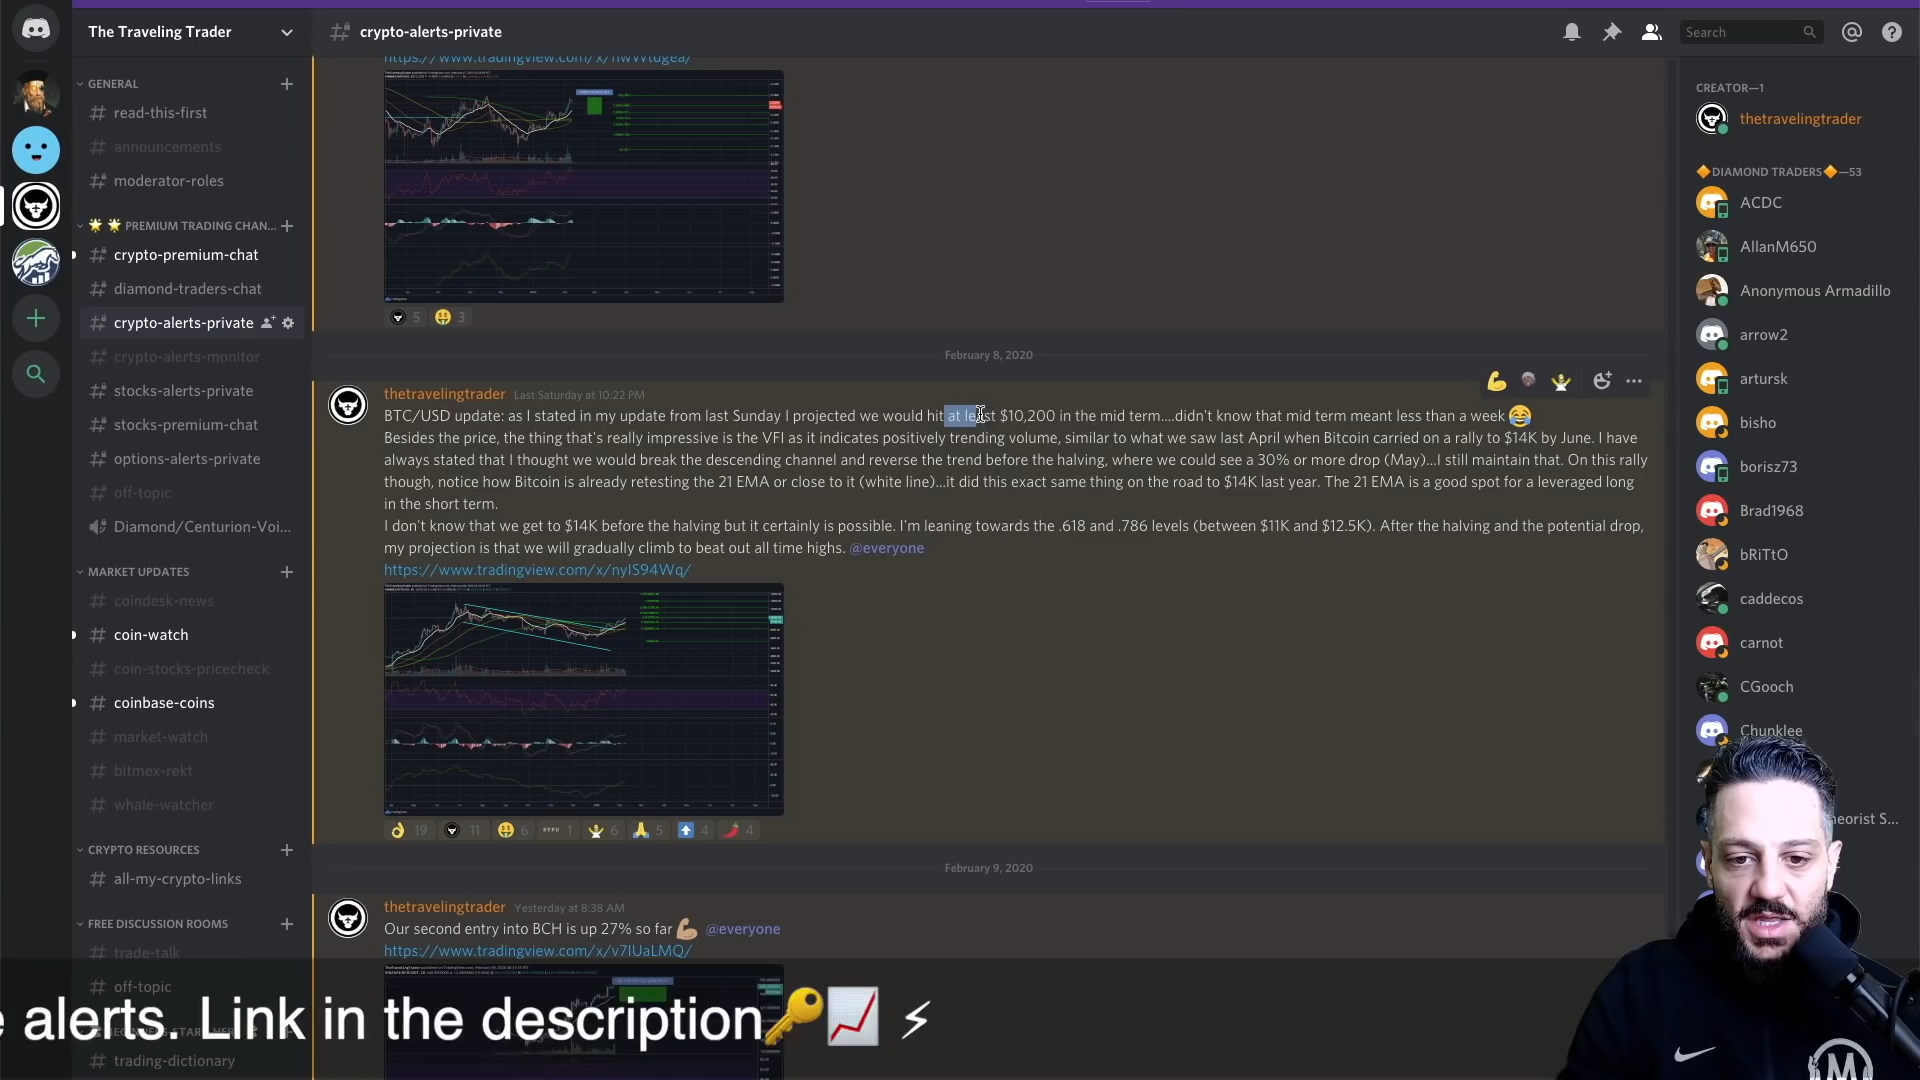 The Traveling Trader
GENERAL
read-this-first
announcements
moderator-roles
🌟 🌟 PREMIUM TRADING CHAN...
crypto-premium-chat
diamond-traders-chat
crypto-alerts-private
crypto-alerts-monitor
stocks-alerts-private
stocks-premium-chat
options-alerts-private
off-topic
Diamond/Centurion-Voi...
MARKET UPDATES
coindesk-news
coin-watch
coin-stocks-pricecheck
coinbase-coins
market-watch
bitmex-rekt
whale-watcher
CRYPTO RESOURCES
all-my-crypto-links
FREE DISCUSSION ROOMS
trade-talk
off-topic
trading-dictionary
crypto-alerts-private
Search
5 3
February 8, 2020
thetravelingtrader Last Saturday at 10:22 PM
BTC/USD update: as I stated in my update from last Sunday I projected we would hit at least $10,200 in the mid term....didn't know that mid term meant less than a week 😂
Besides the price, the thing that's really impressive is the VFI as it indicates positively trending volume, similar to what we saw last April when Bitcoin carried on a rally to $14K by June. I have
always stated that I thought we would break the descending channel and reverse the trend before the halving, where we could see a 30% or more drop (May)...I still maintain that. On this rally
though, notice how Bitcoin is already retesting the 21 EMA or close to it (white line)...it did this exact same thing on the road to $14K last year. The 21 EMA is a good spot for a leveraged long
in the short term.
I don't know that we get to $14K before the halving but it certainly is possible. I'm leaning towards the .618 and .786 levels (between $11K and $12.5K). After the halving and the potential drop,
my projection is that we will gradually climb to beat out all time highs. @everyone
https://www.tradingview.com/x/nyIS94Wq/
19 11 6 1 6 5 4 4
February 9, 2020
thetravelingtrader Yesterday at 8:38 AM
Our second entry into BCH is up 27% so far 💪 @everyone
https://www.tradingview.com/x/v7IUaLMQ/
alerts. Link in the description🔑📈 ⚡
CREATOR—1
thetravelingtrader
🔶DIAMOND TRADERS🔶—53
ACDC
AllanM650
Anonymous Armadillo
arrow2
artursk
bisho
borisz73
Brad1968
bRiTtO
caddecos
carnot
CGooch
Chunklee